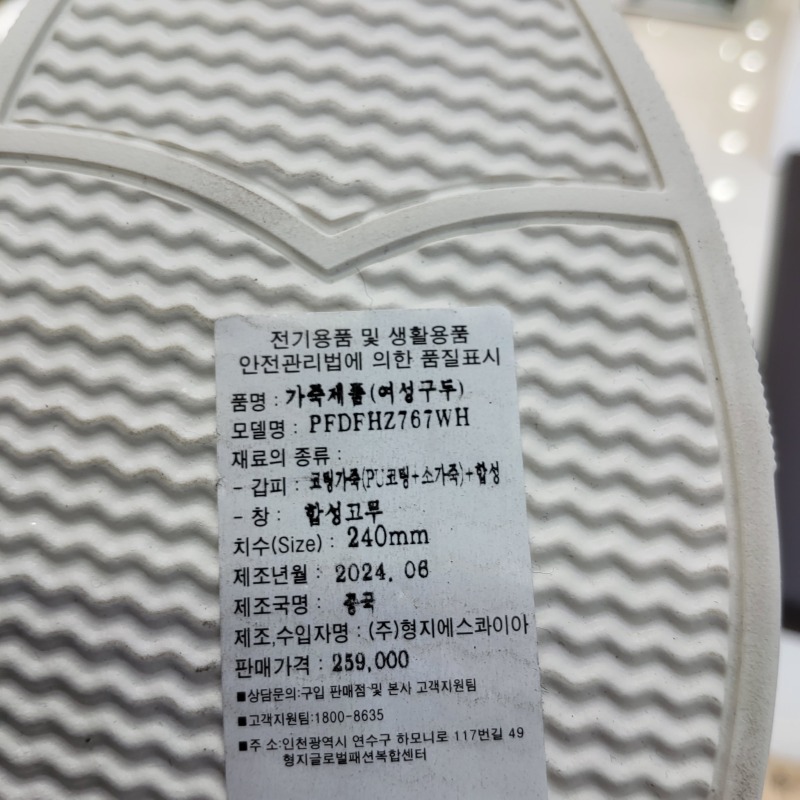 전기용품 및 생활용품
안전관리법에 의한 품질표시
품명 : 가죽제품(여성구두)
모델명 : PFDFHZ767WH
재료의 종류 :
- 갑피 : 코팅가죽(PU코팅+소가죽)+합성
- 창 : 합성고무
치수(Size) : 240mm
제조년월 : 2024. 06
제조국명 : 중국
제조,수입자명 : (주)형지에스콰이아
판매가격 : 259,000
■상담문의:구입 판매점 및 본사 고객지원팀
■고객지원팀:1800-8635
■주 소:인천광역시 연수구 하모니로 117번길 49
형지글로벌패션복합센터